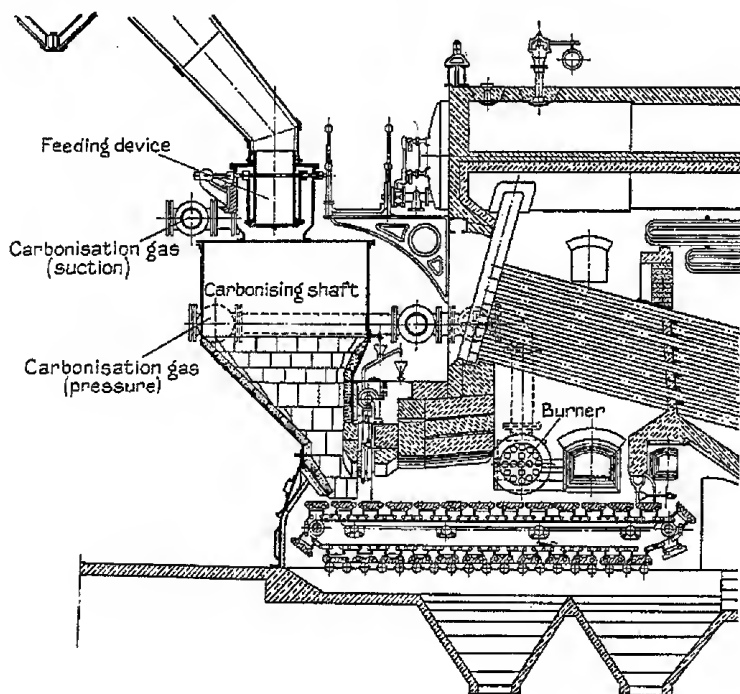 Feeding device
Carbonisation gas
(suction)
Carbonising shaft
Carbonisation gas
(pressure)
Burner